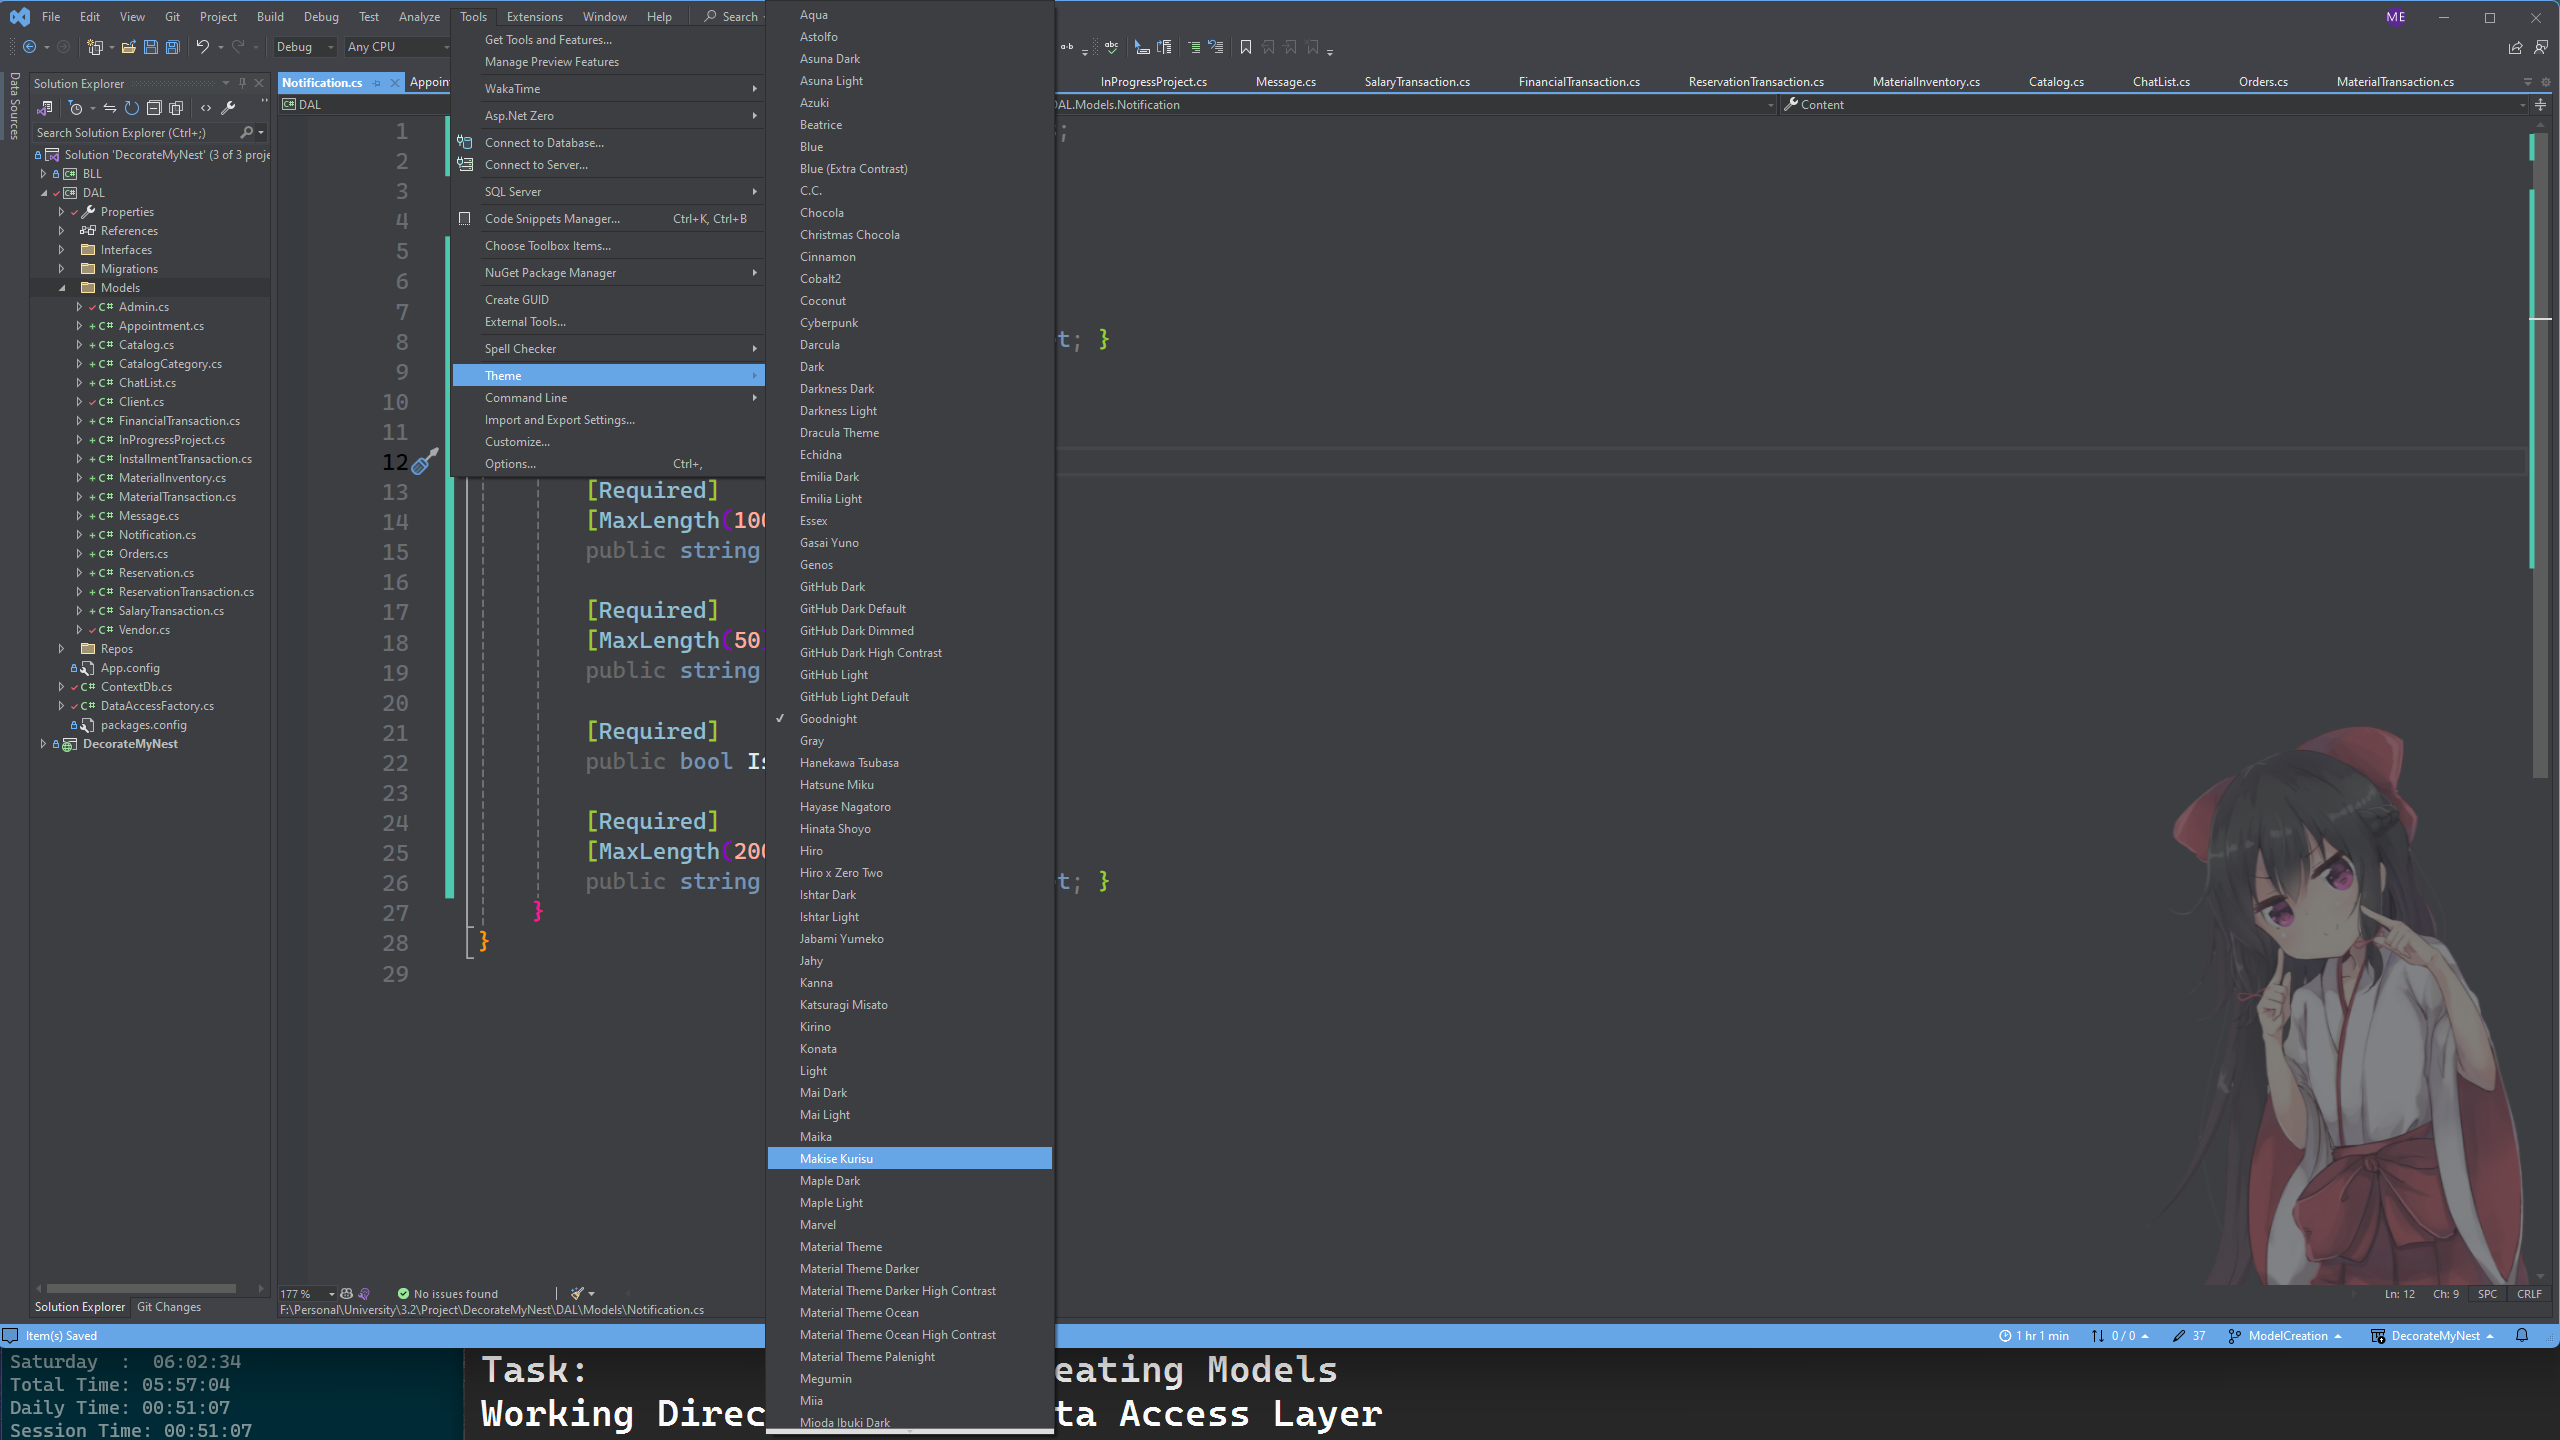 File Edit View Git Project Build Debug Test Analyze Tools Extensions Window Help Search ME
Debug Any CPU
Data Sources
Solution Explorer
Search Solution Explorer (Ctrl+;)
Solution 'DecorateMyNest' (3 of 3 proje
BLL
DAL
Properties
References
Interfaces
Migrations
Models
C# Admin.cs
C# Appointment.cs
C# Catalog.cs
C# CatalogCategory.cs
C# ChatList.cs
C# Client.cs
C# FinancialTransaction.cs
C# InProgressProject.cs
C# InstallmentTransaction.cs
C# MaterialInventory.cs
C# MaterialTransaction.cs
C# Message.cs
C# Notification.cs
C# Orders.cs
C# Reservation.cs
C# ReservationTransaction.cs
C# SalaryTransaction.cs
C# Vendor.cs
Repos
App.config
C# ContextDb.cs
C# DataAccessFactory.cs
packages.config
DecorateMyNest
Solution Explorer Git Changes
Notification.cs Appoint InProgressProject.cs Message.cs SalaryTransaction.cs FinancialTransaction.cs ReservationTransaction.cs MaterialInventory.cs Catalog.cs ChatList.cs Orders.cs MaterialTransaction.cs
DAL DAL.Models.Notification Content
Get Tools and Features...
Manage Preview Features
WakaTime
Asp.Net Zero
Connect to Database...
Connect to Server...
SQL Server
Code Snippets Manager... Ctrl+K, Ctrl+B
Choose Toolbox Items...
NuGet Package Manager
Create GUID
External Tools...
Spell Checker
Theme
Command Line
Import and Export Settings...
Customize...
Options... Ctrl+,
Aqua
Astolfo
Asuna Dark
Asuna Light
Azuki
Beatrice
Blue
Blue (Extra Contrast)
C.C.
Chocola
Christmas Chocola
Cinnamon
Cobalt2
Coconut
Cyberpunk
Darcula
Dark
Darkness Dark
Darkness Light
Dracula Theme
Echidna
Emilia Dark
Emilia Light
Essex
Gasai Yuno
Genos
GitHub Dark
GitHub Dark Default
GitHub Dark Dimmed
GitHub Dark High Contrast
GitHub Light
GitHub Light Default
Goodnight
Gray
Hanekawa Tsubasa
Hatsune Miku
Hayase Nagatoro
Hinata Shoyo
Hiro
Hiro x Zero Two
Ishtar Dark
Ishtar Light
Jabami Yumeko
Jahy
Kanna
Katsuragi Misato
Kirino
Konata
Light
Mai Dark
Mai Light
Maika
Makise Kurisu
Maple Dark
Maple Light
Marvel
Material Theme
Material Theme Darker
Material Theme Darker High Contrast
Material Theme Ocean
Material Theme Ocean High Contrast
Material Theme Palenight
Megumin
Miia
Mioda Ibuki Dark
1 ;
2
3
4
5
6
7
8 t; }
9
10
11
12
13 [Required]
14 [MaxLength(100
15 public string
16
17 [Required]
18 [MaxLength(50)
19 public string
20
21 [Required]
22 public bool Is
23
24 [Required]
25 [MaxLength(200
26 public string t; }
27 }
28 }
29
177 % No issues found Ln: 12 Ch: 9 SPC CRLF
F:\Personal\University\3.2\Project\DecorateMyNest\DAL\Models\Notification.cs
Item(s) Saved 1 hr 1 min 0 / 0 37 ModelCreation DecorateMyNest
Saturday : 06:02:34
Total Time: 05:57:04
Daily Time: 00:51:07
Session Time: 00:51:07
Task: eating Models
Working Direc ta Access Layer